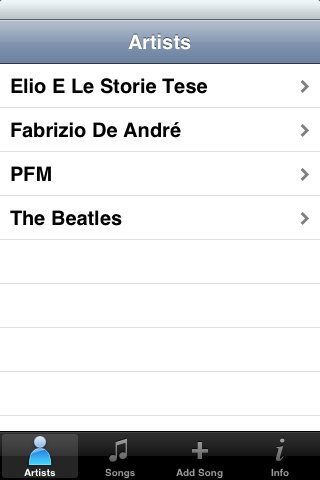 Artists
Elio E Le Storie Tese
Fabrizio De André
PFM
The Beatles
Artists
Songs
Add Song
Info